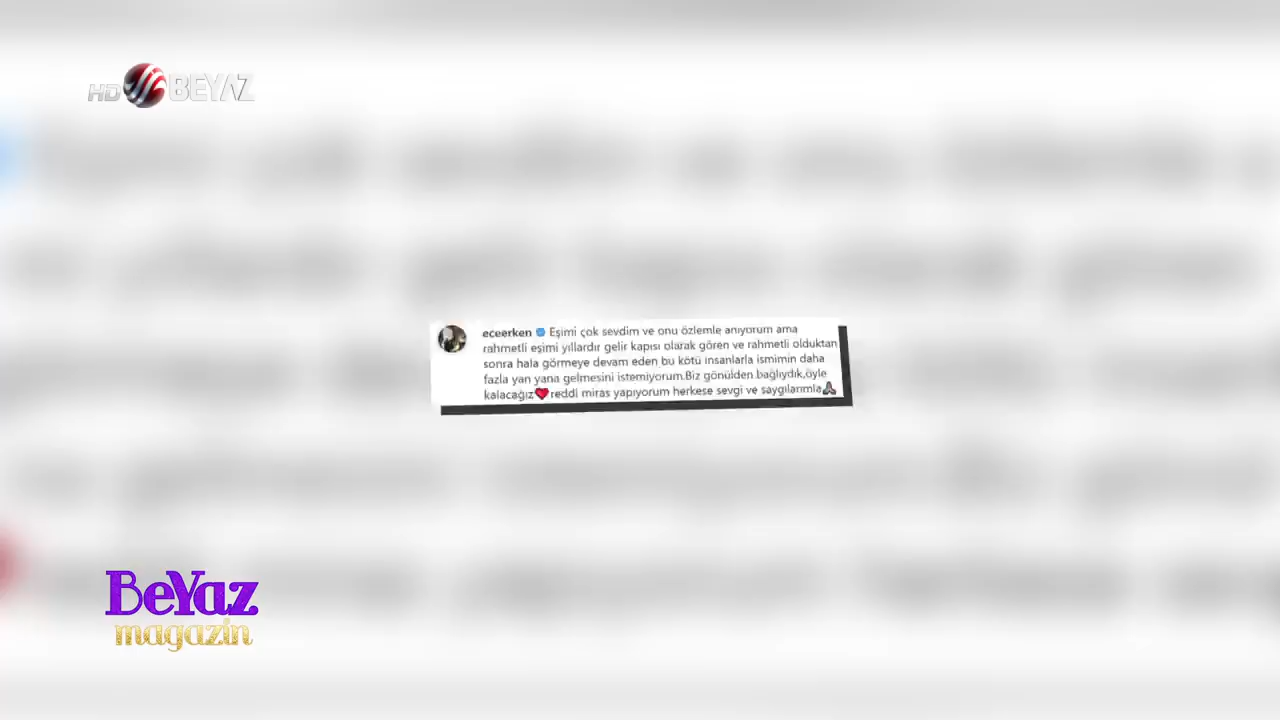 HD BEYAZ
eceerken Eşimi çok sevdim ve onu özlemle anıyorum ama
rahmetli eşimi yıllardır gelir kapısı olarak gören ve rahmetli olduktan
sonra hala görmeye devam eden bu kötü insanlarla ismimin daha
fazla yan yana gelmesini istemiyorum.Biz gönülden bağlıydık,öyle
kalacağız❤️reddi miras yapıyorum herkese sevgi ve saygılarımla🙏
BeYaz
magazin